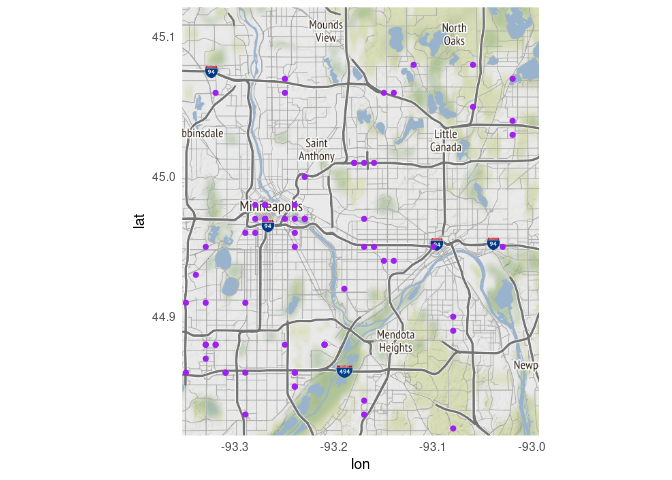 Mounds
View
North
Oaks
45.1
94
bbinsdale
Little
Canada
Saint
Anthony
45.0
Minneapolis
94
94
94
lat
44.9
Mendota
Heights
494
Newp
-93.3
-93.2
-93.1
-93.0
lon